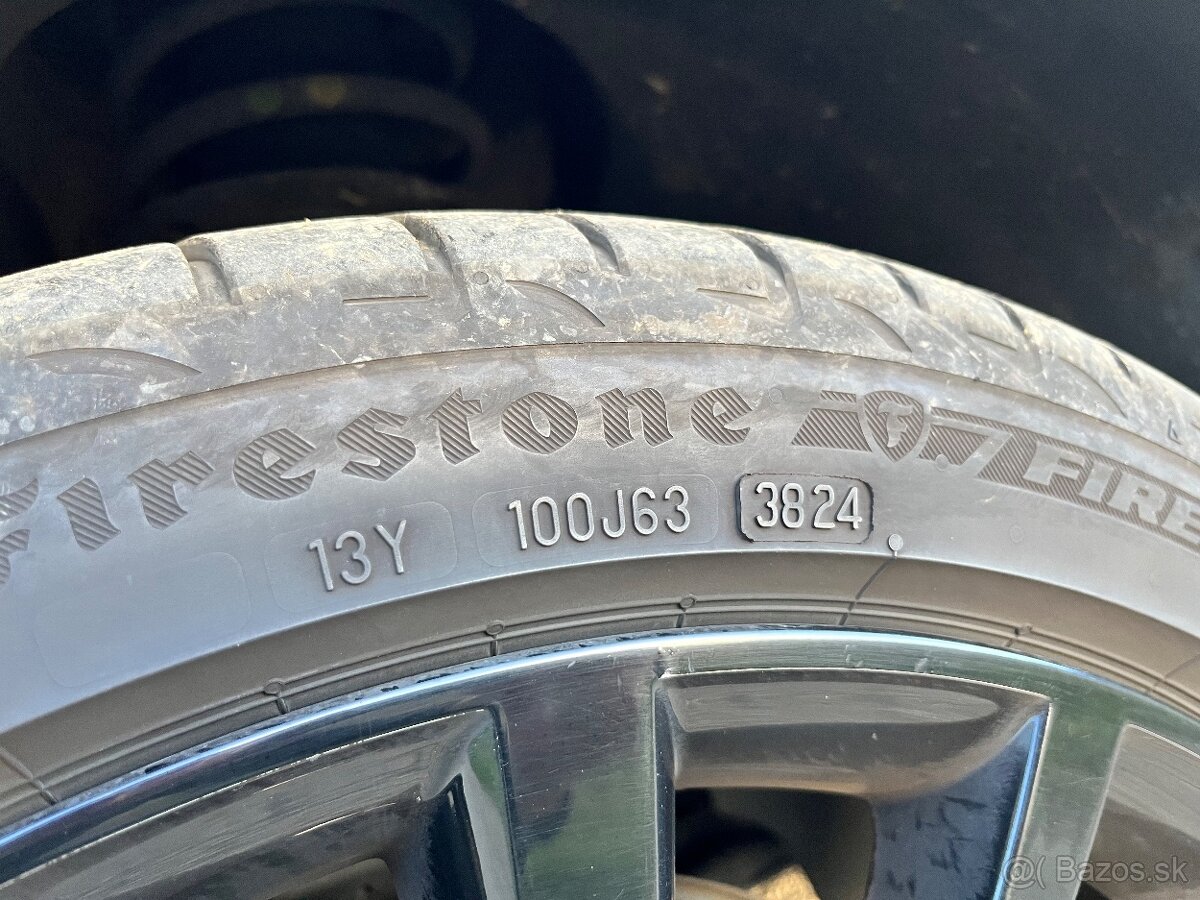 Firestone F FIRE
13Y 100J63 3824
@( Bazos.sk